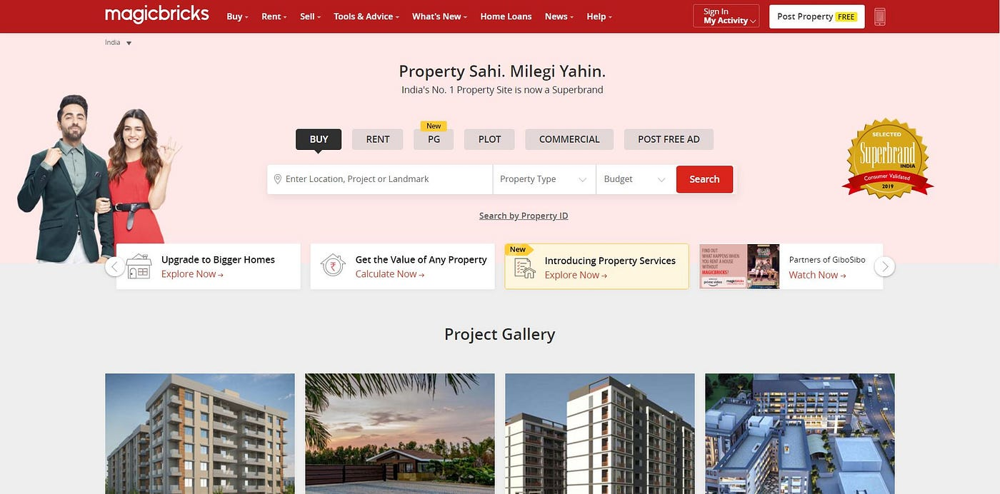 magicbricks
Buy
Rent
Sell
Tools & Advice
What's New
Home Loans
News
Help
Sign In
My Activity
Post Property FREE
India
Property Sahi. Milegi Yahin.
India's No. 1 Property Site is now a Superbrand
BUY
RENT
New
PG
PLOT
COMMERCIAL
POST FREE AD
Enter Location, Project or Landmark
Property Type
Budget
Search
Search by Property ID
SELECTED
Superbrand
INDIA
Consumer Validated
2019
Upgrade to Bigger Homes
Explore Now →
₹
Get the Value of Any Property
Calculate Now →
New
Introducing Property Services
Explore Now →
FIND OUT
WHAT HAPPENS WHEN
YOU RENT A HOUSE
WITHOUT
MAGICBRICKS?
prime video
magicbricks
Partners of GiboSibo
Watch Now →
Project Gallery